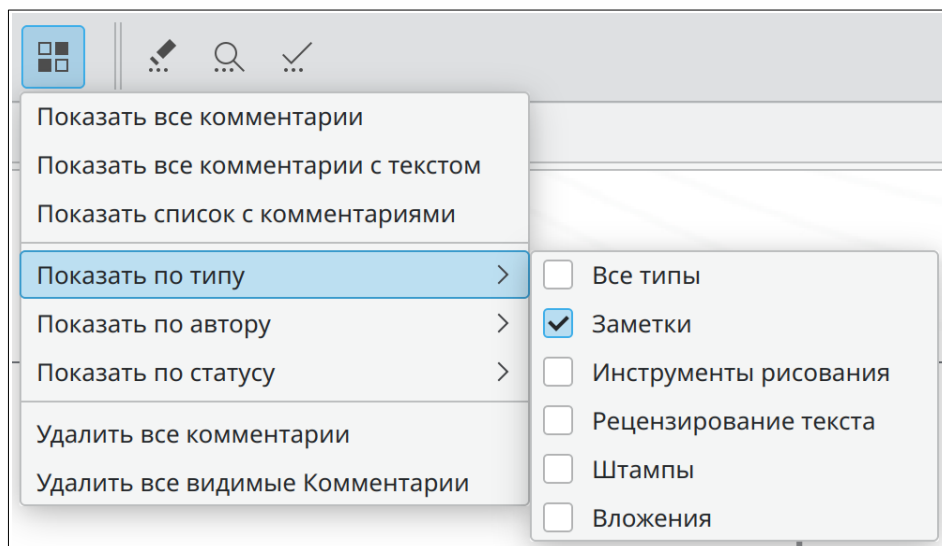 Показать все комментарии
Показать все комментарии с текстом
Показать список с комментариями
Показать по типу
Показать по автору
Показать по статусу
Удалить все комментарии
Удалить все видимые Комментарии
Все типы
Заметки
Инструменты рисования
Рецензирование текста
Штампы
Вложения